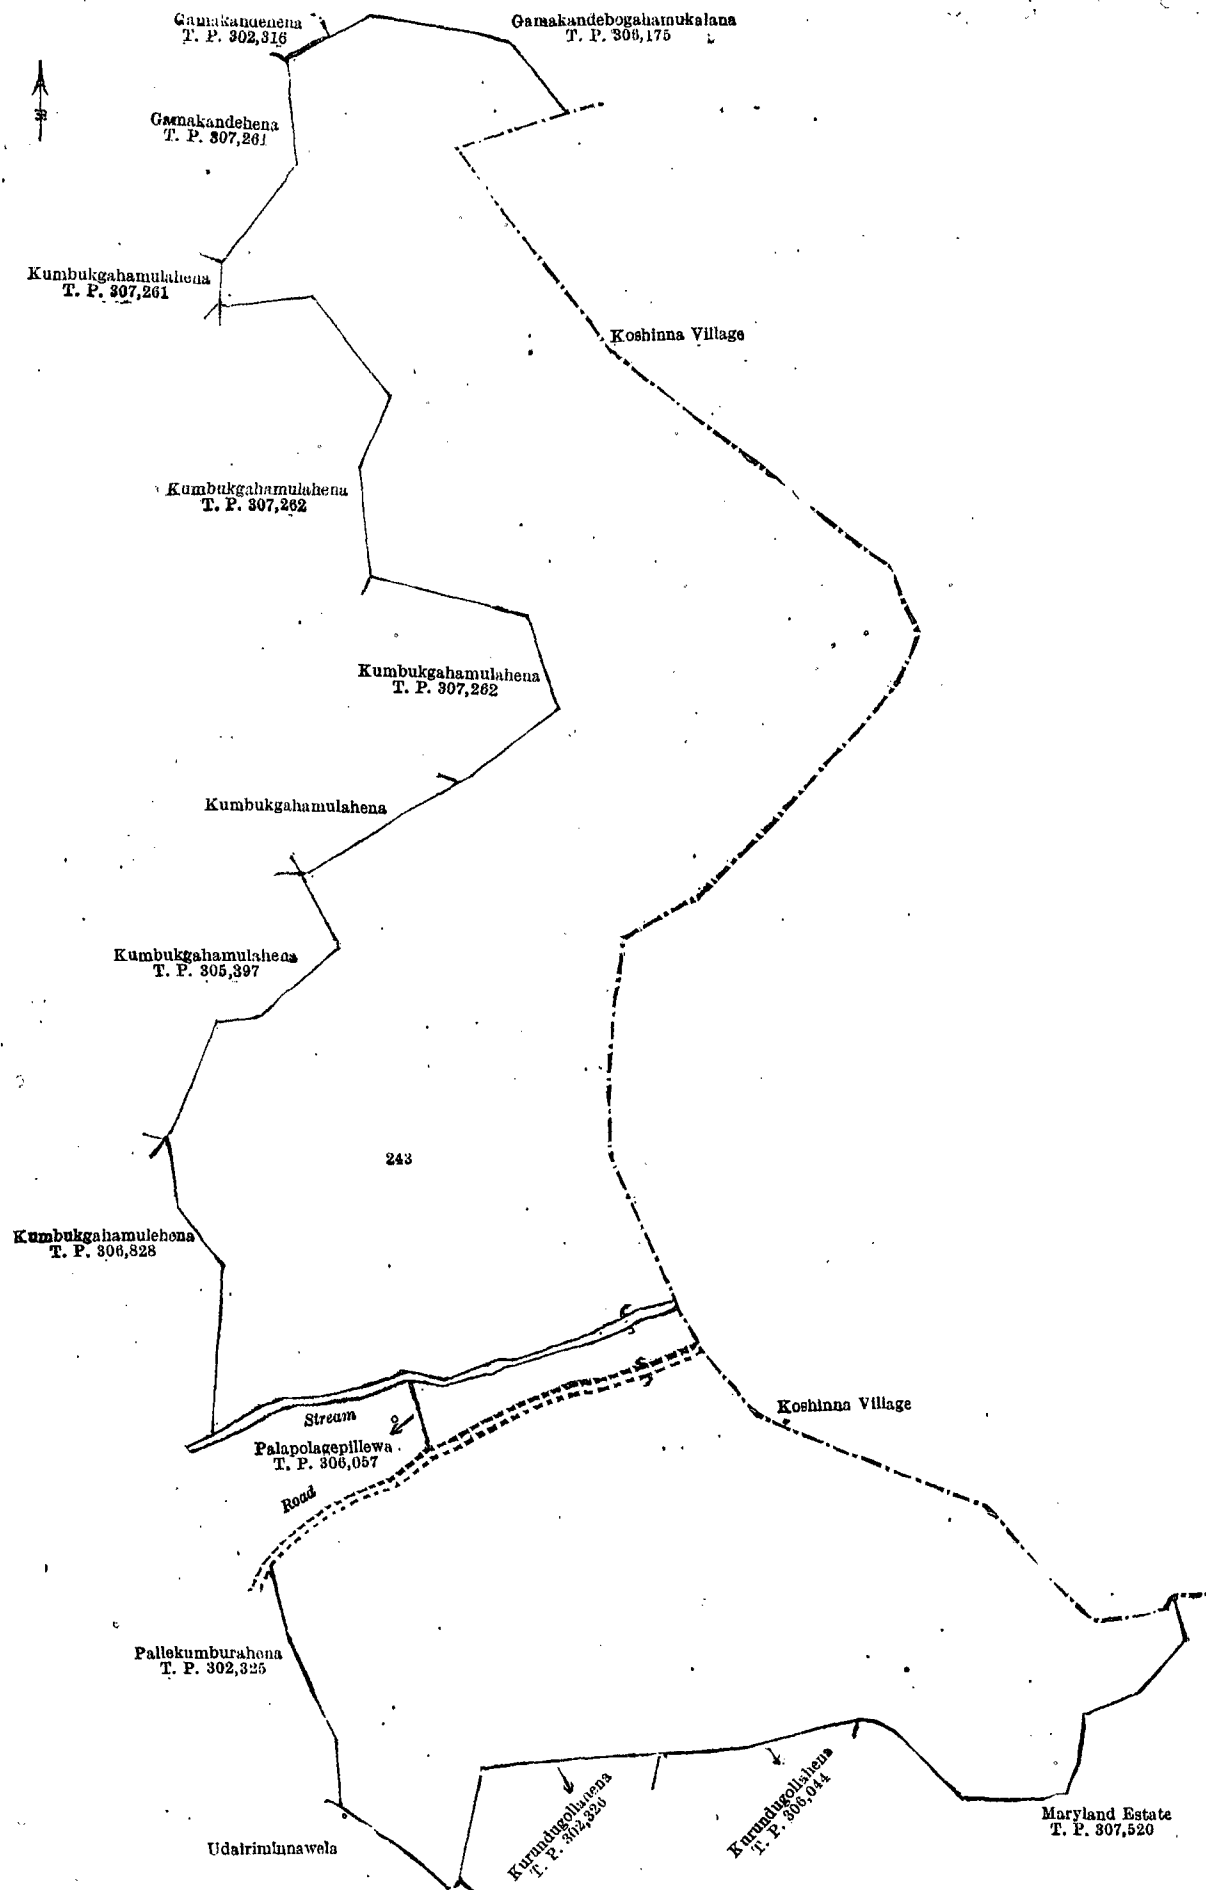 Gamakandehena
T. P. 302,316
Gamakandebogahamukalana
T. P. 306,175
Gamakandehena
T. P. 307,261
Kumbukgahamulahena
T. P. 307,261
Koshinna Village
Kumbukgahamulahena
T. P. 307,262
Kumbukgahamulahena
T. P. 307,262
Kumbukgahamulahena
Kumbukgahamulahena
T. P. 305,397
243
Kumbukgahamulehena
T. P. 306,828
Koshinna Village
Stream
Palapolagepillewa
T. P. 306,057
Road
Pallekumburahena
T. P. 302,325
Kurundugollahena
T. P. 302,320
Kurundugollahena
T. P. 306,044
Maryland Estate
T. P. 307,520
Udairiminnawela